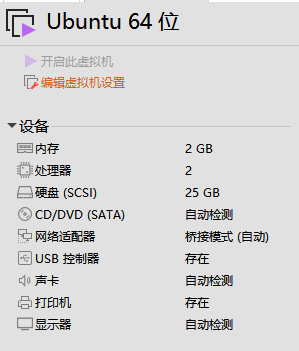 Ubuntu 64 位
开启此虚拟机
编辑虚拟机设置
设备
内存 2 GB
处理器 2
硬盘 (SCSI) 25 GB
CD/DVD (SATA) 自动检测
网络适配器 桥接模式 (自动)
USB 控制器 存在
声卡 自动检测
打印机 存在
显示器 自动检测